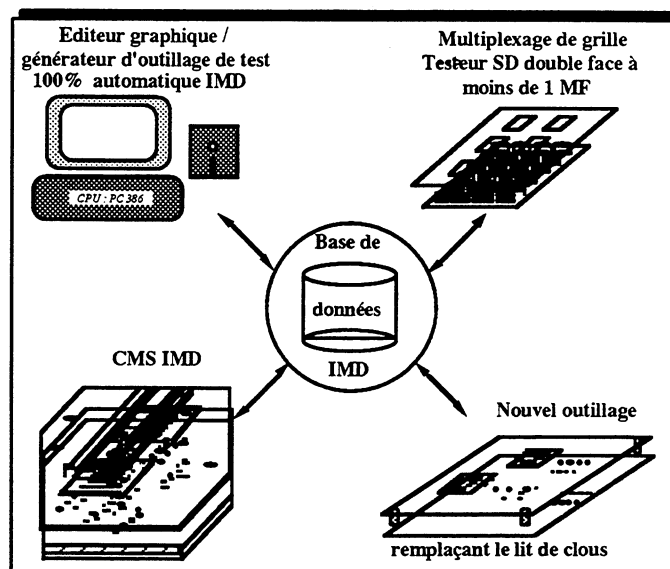 Editeur graphique /
générateur d'outillage de test
100% automatique IMD
CPU : PC 386
Multiplexage de grille
Testeur SD double face à
moins de 1 MF
Base de
données
IMD
CMS IMD
Nouvel outillage
remplaçant le lit de clous